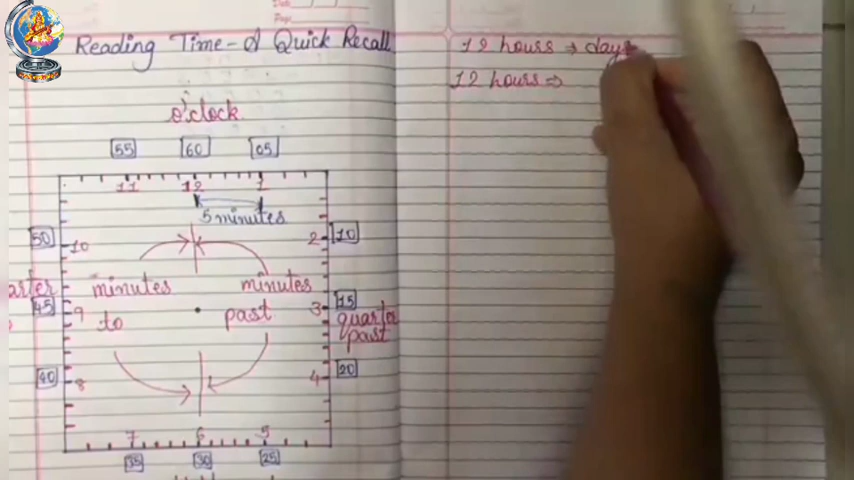 Date
Page
Reading Time - A Quick Recall
o'clock
55 60 05
11 12 1
5 minutes
50 10 2 10
minutes to
minutes past
45 9 3 15
quarter past
40 8 4 20
7 6 5
35 30 25
12 hours ⇒ day
12 hours ⇒